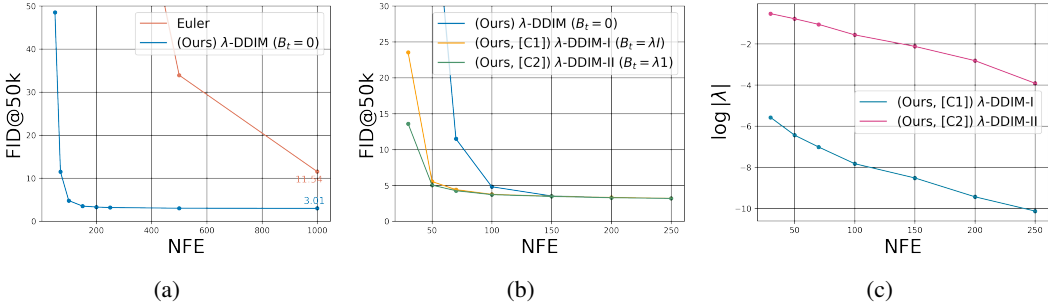 50
40
30
20
10
0
FID@50k
200
400
600
800
1000
NFE
Euler
(Ours) λ-DDIM (B_t = 0)
11.54
3.01
(a)
30
25
20
15
10
5
0
FID@50k
50
100
150
200
250
NFE
(Ours) λ-DDIM (B_t = 0)
(Ours, [C1]) λ-DDIM-I (B_t = λI)
(Ours, [C2]) λ-DDIM-II (B_t = λ1)
(b)
−2
−4
−6
−8
−10
log |λ|
50
100
150
200
250
NFE
(Ours, [C1]) λ-DDIM-I
(Ours, [C2]) λ-DDIM-II
(c)